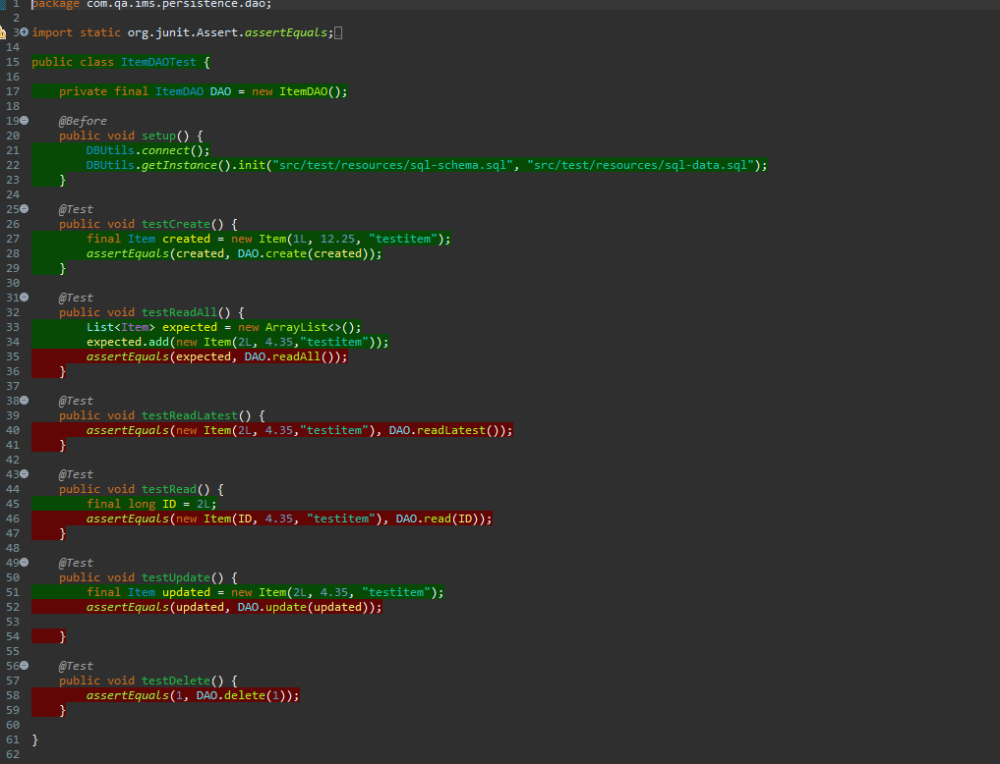 1 package com.qa.ims.persistence.dao;
2
3 import static org.junit.Assert.assertEquals;
14
15 public class ItemDAOTest {
16
17     private final ItemDAO DAO = new ItemDAO();
18
19     @Before
20     public void setup() {
21         DBUtils.connect();
22         DBUtils.getInstance().init("src/test/resources/sql-schema.sql", "src/test/resources/sql-data.sql");
23     }
24
25     @Test
26     public void testCreate() {
27         final Item created = new Item(1L, 12.25, "testitem");
28         assertEquals(created, DAO.create(created));
29     }
30
31     @Test
32     public void testReadAll() {
33         List<Item> expected = new ArrayList<>();
34         expected.add(new Item(2L, 4.35,"testitem"));
35         assertEquals(expected, DAO.readAll());
36     }
37
38     @Test
39     public void testReadLatest() {
40         assertEquals(new Item(2L, 4.35,"testitem"), DAO.readLatest());
41     }
42
43     @Test
44     public void testRead() {
45         final long ID = 2L;
46         assertEquals(new Item(ID, 4.35, "testitem"), DAO.read(ID));
47     }
48
49     @Test
50     public void testUpdate() {
51         final Item updated = new Item(2L, 4.35, "testitem");
52         assertEquals(updated, DAO.update(updated));
53
54     }
55
56     @Test
57     public void testDelete() {
58         assertEquals(1, DAO.delete(1));
59     }
60
61 }
62